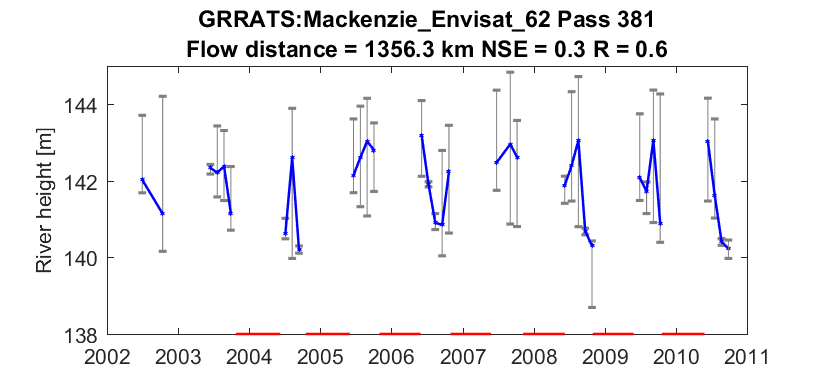 GRRATS:Mackenzie_Envisat_62 Pass 381
Flow distance = 1356.3 km NSE = 0.3 R = 0.6
River height [m]
144
142
140
138
2002 2003 2004 2005 2006 2007 2008 2009 2010 2011